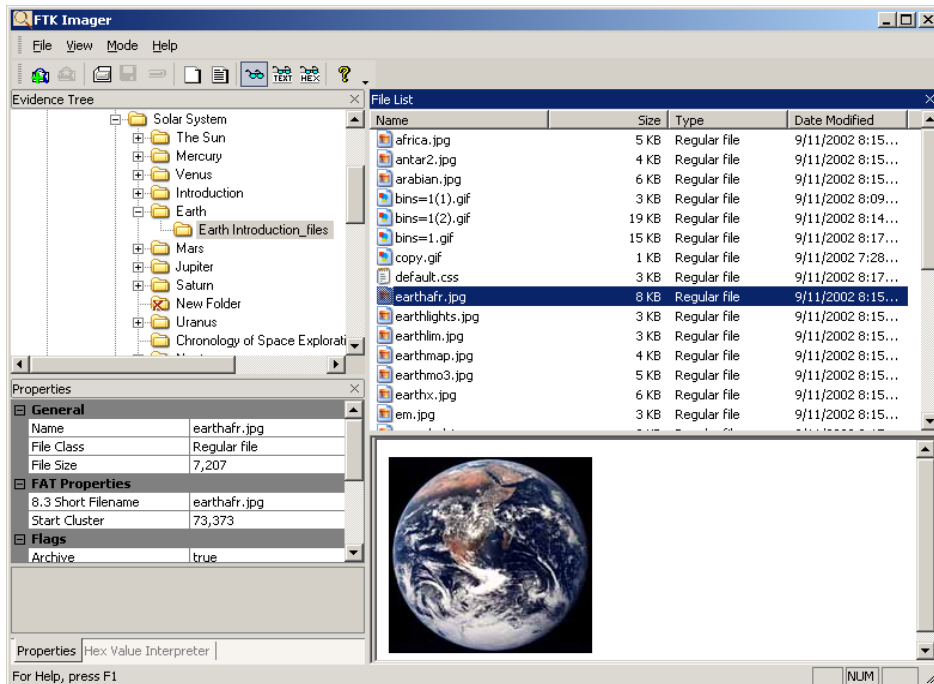 FTK Imager
File View Mode Help
TEXT HEX
Evidence Tree
Solar System
The Sun
Mercury
Venus
Introduction
Earth
Earth Introduction_files
Mars
Jupiter
Saturn
New Folder
Uranus
Chronology of Space Explorati
File List
Name Size Type Date Modified
africa.jpg 5 KB Regular file 9/11/2002 8:15...
antar2.jpg 4 KB Regular file 9/11/2002 8:15...
arabian.jpg 6 KB Regular file 9/11/2002 8:15...
bins=1(1).gif 3 KB Regular file 9/11/2002 8:09...
bins=1(2).gif 19 KB Regular file 9/11/2002 8:14...
bins=1.gif 15 KB Regular file 9/11/2002 8:17...
copy.gif 1 KB Regular file 9/11/2002 7:28...
default.css 3 KB Regular file 9/11/2002 8:17...
earthafr.jpg 8 KB Regular file 9/11/2002 8:15...
earthlights.jpg 3 KB Regular file 9/11/2002 8:15...
earthlim.jpg 3 KB Regular file 9/11/2002 8:15...
earthmap.jpg 4 KB Regular file 9/11/2002 8:15...
earthmo3.jpg 5 KB Regular file 9/11/2002 8:15...
earthx.jpg 6 KB Regular file 9/11/2002 8:15...
em.jpg 3 KB Regular file 9/11/2002 8:15...
Properties
General
Name earthafr.jpg
File Class Regular file
File Size 7,207
FAT Properties
8.3 Short Filename earthafr.jpg
Start Cluster 73,373
Flags
Archive true
Properties Hex Value Interpreter
For Help, press F1
NUM